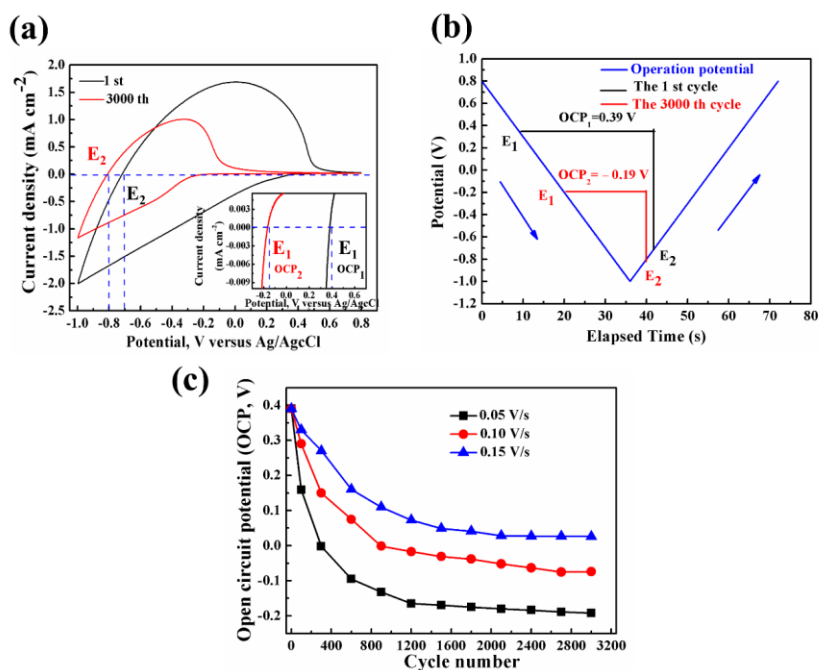 (a)
Current density (mA cm-2)
2.0
1.5
1.0
0.5
0.0
-0.5
-1.0
-1.5
-2.0
-2.5
1 st
3000 th
E2
E2
Current density
(mA cm-2)
0.003
0.000
-0.003
-0.006
-0.009
E1
OCP2
E1
OCP1
-0.2 0.0 0.2 0.4 0.6
Potential, V versus Ag/AgcCl
-1.0 -0.8 -0.6 -0.4 -0.2 0.0 0.2 0.4 0.6 0.8
Potential, V versus Ag/AgcCl
(b)
Potential (V)
1.0
0.8
0.6
0.4
0.2
0.0
-0.2
-0.4
-0.6
-0.8
-1.0
Operation potential
The 1 st cycle
The 3000 th cycle
OCP1=0.39 V
E1
OCP2= − 0.19 V
E1
E2
E2
0 20 40 60 80
Elapsed Time (s)
(c)
Open circuit potential (OCP, V)
0.4
0.3
0.2
0.1
0.0
-0.1
-0.2
0.05 V/s
0.10 V/s
0.15 V/s
0 400 800 1200 1600 2000 2400 2800 3200
Cycle number